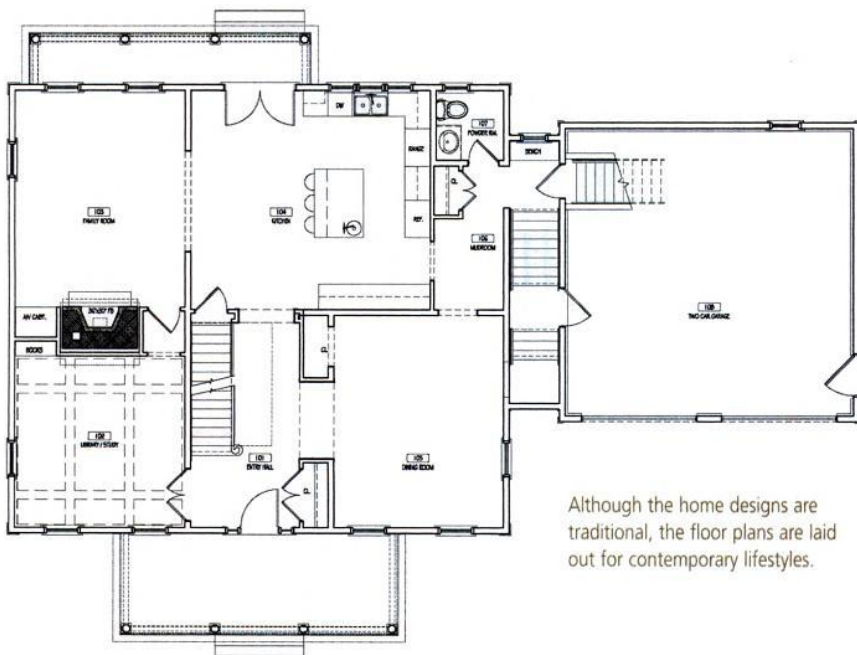 DW
107
POWDER RM.
BENCH
RANGE
103
FAMILY ROOM
104
KITCHEN
REF.
106
MUDROOM
108
TWO CAR GARAGE
A/V CABT.
BOOKS
102
LIBRARY / STUDY
101
ENTRY HALL
105
DINING ROOM
Although the home designs are
traditional, the floor plans are laid
out for contemporary lifestyles.